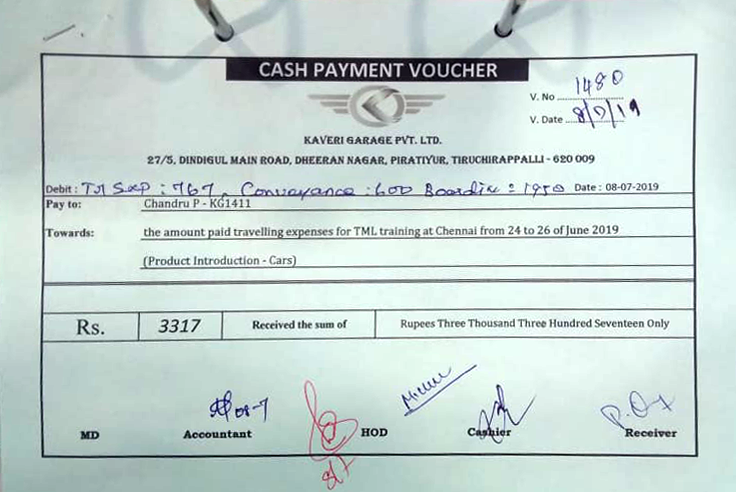 CASH PAYMENT VOUCHER
V. No 1480
V. Date 8/7/19
KAVERI GARAGE PVT. LTD.
27/5, DINDIGUL MAIN ROAD, DHEERAN NAGAR, PIRATIYUR, TIRUCHIRAPPALLI - 620 009
Debit : : 767, Conveyance : 600 : 1950 Date : 08-07-2019
Pay to: Chandru P - KG1411
Towards: the amount paid travelling expenses for TML training at Chennai from 24 to 26 of June 2019
(Product Introduction - Cars)
Rs. 3317 Received the sum of Rupees Three Thousand Three Hundred Seventeen Only
08-7
MD Accountant HOD Cashier Receiver
8/7